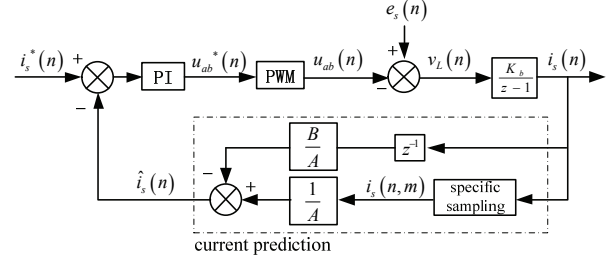 e_s(n)
i_s*(n) + PI u_ab*(n) PWM u_ab(n) + v_L(n) K_b/(z − 1) i_s(n)
− −
B/A z⁻¹
−
î_s(n) + 1/A i_s(n,m) specific
sampling
current prediction